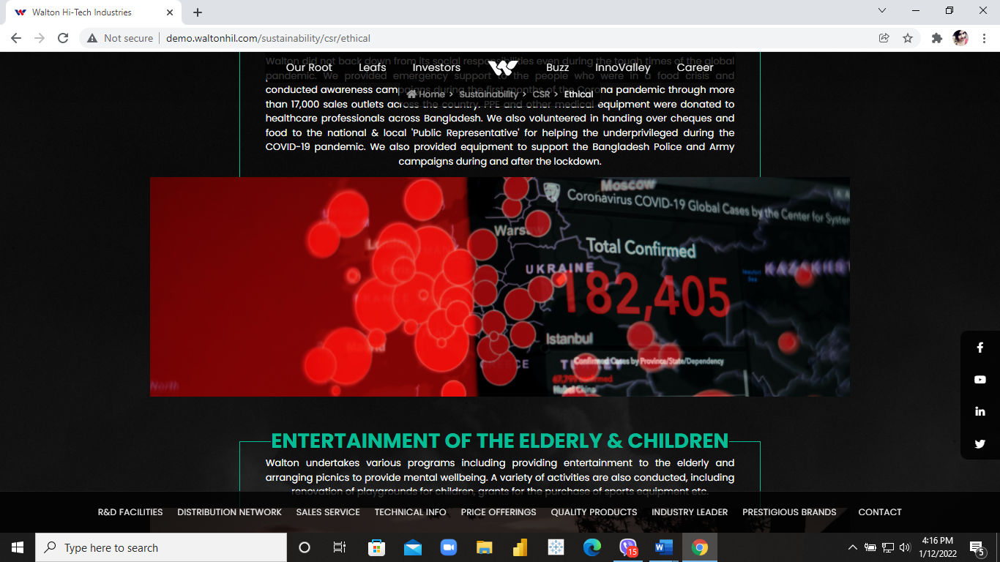 Walton Hi-Tech Industries
Not secure
demo.waltonhil.com/sustainability/csr/ethical
Walton did not back down from its social responsibilities even during the tough times of the global
Our Root Leafs Investors Buzz InnoValley Career
pandemic. We provided emergency support to the people who were in a food crisis and
conducted awareness campaigns during the first months of the Corona pandemic through more
Home > Sustainability > CSR > Ethical
than 17,000 sales outlets across the country. PPE and other medical equipment were donated to
healthcare professionals across Bangladesh. We also volunteered in handing over cheques and
food to the national & local 'Public Representative' for helping the underprivileged during the
COVID-19 pandemic. We also provided equipment to support the Bangladesh Police and Army
campaigns during and after the lockdown.
Moscow
Coronavirus COVID-19 Global Cases by the Center for System
Warsaw
Total Confirmed
UKRAINE
182,405
Istanbul
Confirmed Cases by Province/State/Dependency
67,799 confirmed
Hubei China
Madrid
North
ENTERTAINMENT OF THE ELDERLY & CHILDREN
Walton undertakes various programs including providing entertainment to the elderly and
arranging picnics to provide mental wellbeing. A variety of activities are also conducted, including
renovation of playgrounds for children, grants for the purchase of sports equipment etc.
R&D FACILITIES DISTRIBUTION NETWORK SALES SERVICE TECHNICAL INFO PRICE OFFERINGS QUALITY PRODUCTS INDUSTRY LEADER PRESTIGIOUS BRANDS CONTACT
Type here to search
15
4:16 PM
1/12/2022
5